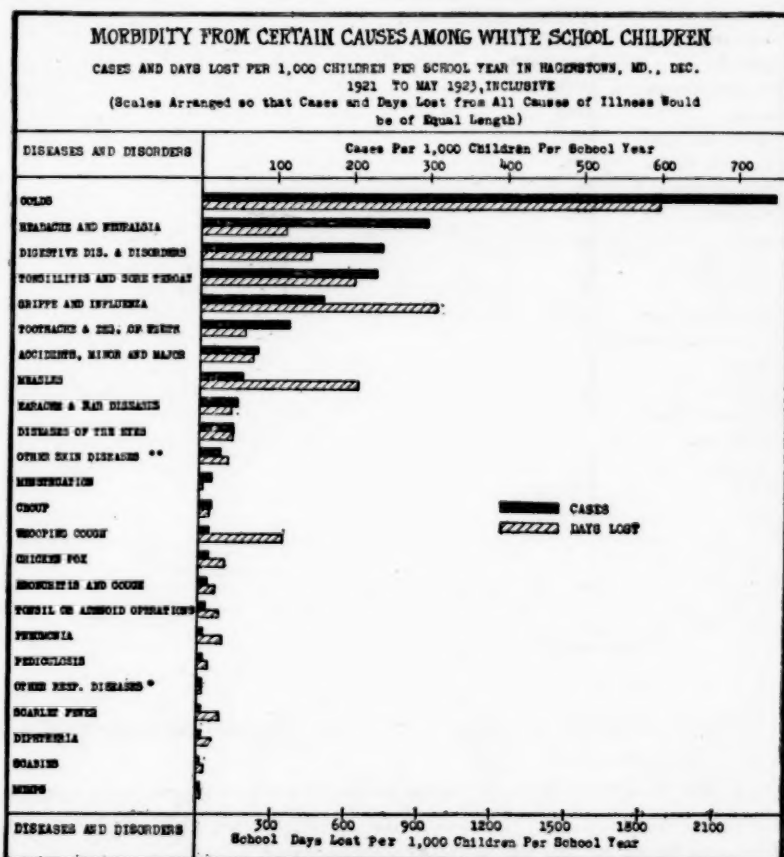 MORBIDITY FROM CERTAIN CAUSES AMONG WHITE SCHOOL CHILDREN
CASES AND DAYS LOST PER 1,000 CHILDREN PER SCHOOL YEAR IN HAGERSTOWN, MD., DEC.
1921 TO MAY 1923, INCLUSIVE
(Scales Arranged so that Cases and Days Lost from All Causes of Illness Would
be of Equal Length)
DISEASES AND DISORDERS
Cases Per 1,000 Children Per School Year
100 200 300 400 500 600 700
COLDS
HEADACHE AND NEURALGIA
DIGESTIVE DIS. & DISORDERS
TONSILLITIS AND SORE THROAT
GRIPPE AND INFLUENZA
TOOTHACHE & DIS. OF TEETH
ACCIDENTS, MINOR AND MAJOR
MEASLES
EARACHE & EAR DISEASES
DISEASES OF THE EYES
OTHER SKIN DISEASES **
MENSTRUATION
CROUP
CASES
WHOOPING COUGH
DAYS LOST
CHICKEN POX
BRONCHITIS AND COUGH
TONSIL OR ADENOID OPERATIONS
PNEUMONIA
PEDICULOSIS
OTHER RESP. DISEASES *
SCARLET FEVER
DIPHTHERIA
SCABIES
MUMPS
DISEASES AND DISORDERS
300 600 900 1200 1500 1800 2100
School Days Lost Per 1,000 Children Per School Year